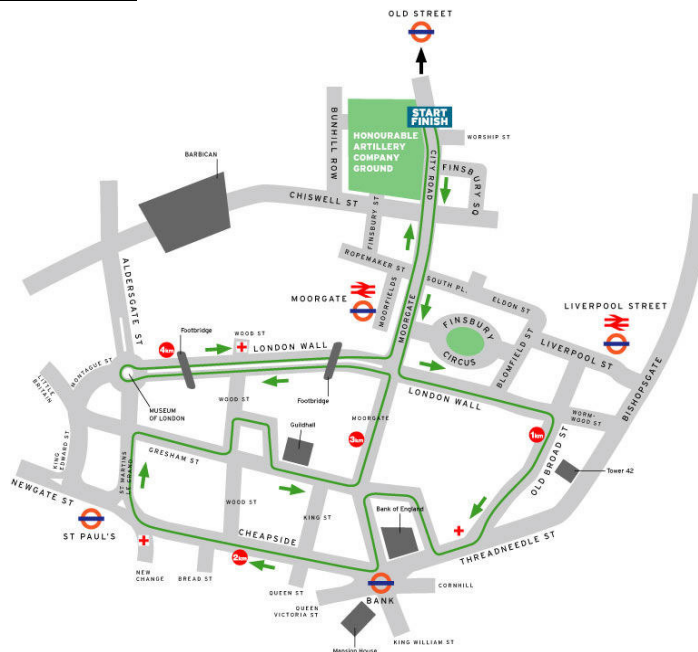 OLD STREET
START
FINISH
BUNHILL ROW
HONOURABLE
ARTILLERY
COMPANY
GROUND
WORSHIP ST
CITY ROAD
FINSBURY SQ
BARBICAN
CHISWELL ST
FINSBURY ST
ROPEMAKER ST
SOUTH PL.
ELDON ST
MOORGATE
MOORFIELDS
MOORGATE
FINSBURY
CIRCUS
BLOMFIELD ST
LIVERPOOL STREET
LIVERPOOL ST
BISHOPSGATE
ALDERSGATE ST
4km
Footbridge
WOOD ST
LONDON WALL
MONTAGUE ST
LITTLE
BRITAIN
MUSEUM
OF LONDON
WOOD ST
Footbridge
LONDON WALL
WORM-
WOOD ST
MOORGATE
Guildhall
3km
1km
OLD BROAD ST
Tower 42
KING
EDWARD ST
GRESHAM ST
ST MARTINS
LE GRAND
NEWGATE ST
ST PAUL'S
WOOD ST
KING ST
Bank of England
THREADNEEDLE ST
CHEAPSIDE
2km
NEW
CHANGE
BREAD ST
QUEEN ST
QUEEN
VICTORIA ST
BANK
CORNHILL
KING WILLIAM ST
Mansion House